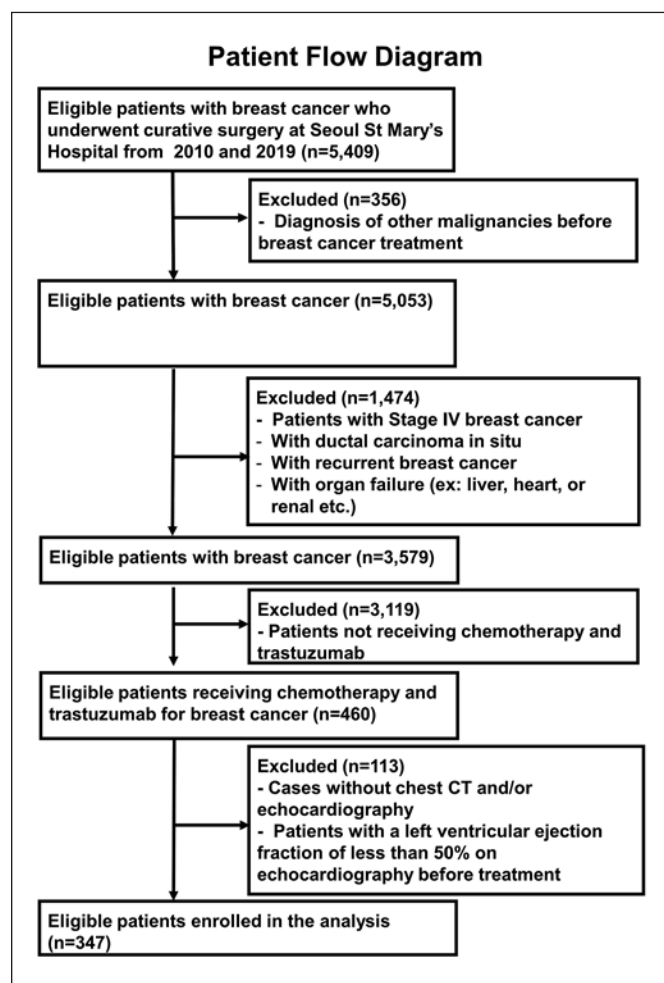 Patient Flow Diagram
Eligible patients with breast cancer who
underwent curative surgery at Seoul St Mary's
Hospital from 2010 and 2019 (n=5,409)
Excluded (n=356)
- Diagnosis of other malignancies before
breast cancer treatment
Eligible patients with breast cancer (n=5,053)
Excluded (n=1,474)
- Patients with Stage IV breast cancer
- With ductal carcinoma in situ
- With recurrent breast cancer
- With organ failure (ex: liver, heart, or
renal etc.)
Eligible patients with breast cancer (n=3,579)
Excluded (n=3,119)
- Patients not receiving chemotherapy and
trastuzumab
Eligible patients receiving chemotherapy and
trastuzumab for breast cancer (n=460)
Excluded (n=113)
- Cases without chest CT and/or
echocardiography
- Patients with a left ventricular ejection
fraction of less than 50% on
echocardiography before treatment
Eligible patients enrolled in the analysis
(n=347)